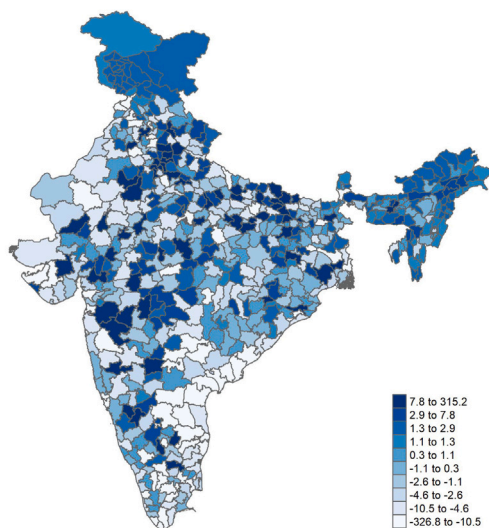 7.8 to 315.2
2.9 to 7.8
1.3 to 2.9
1.1 to 1.3
0.3 to 1.1
-1.1 to 0.3
-2.6 to -1.1
-4.6 to -2.6
-10.5 to -4.6
-326.8 to -10.5